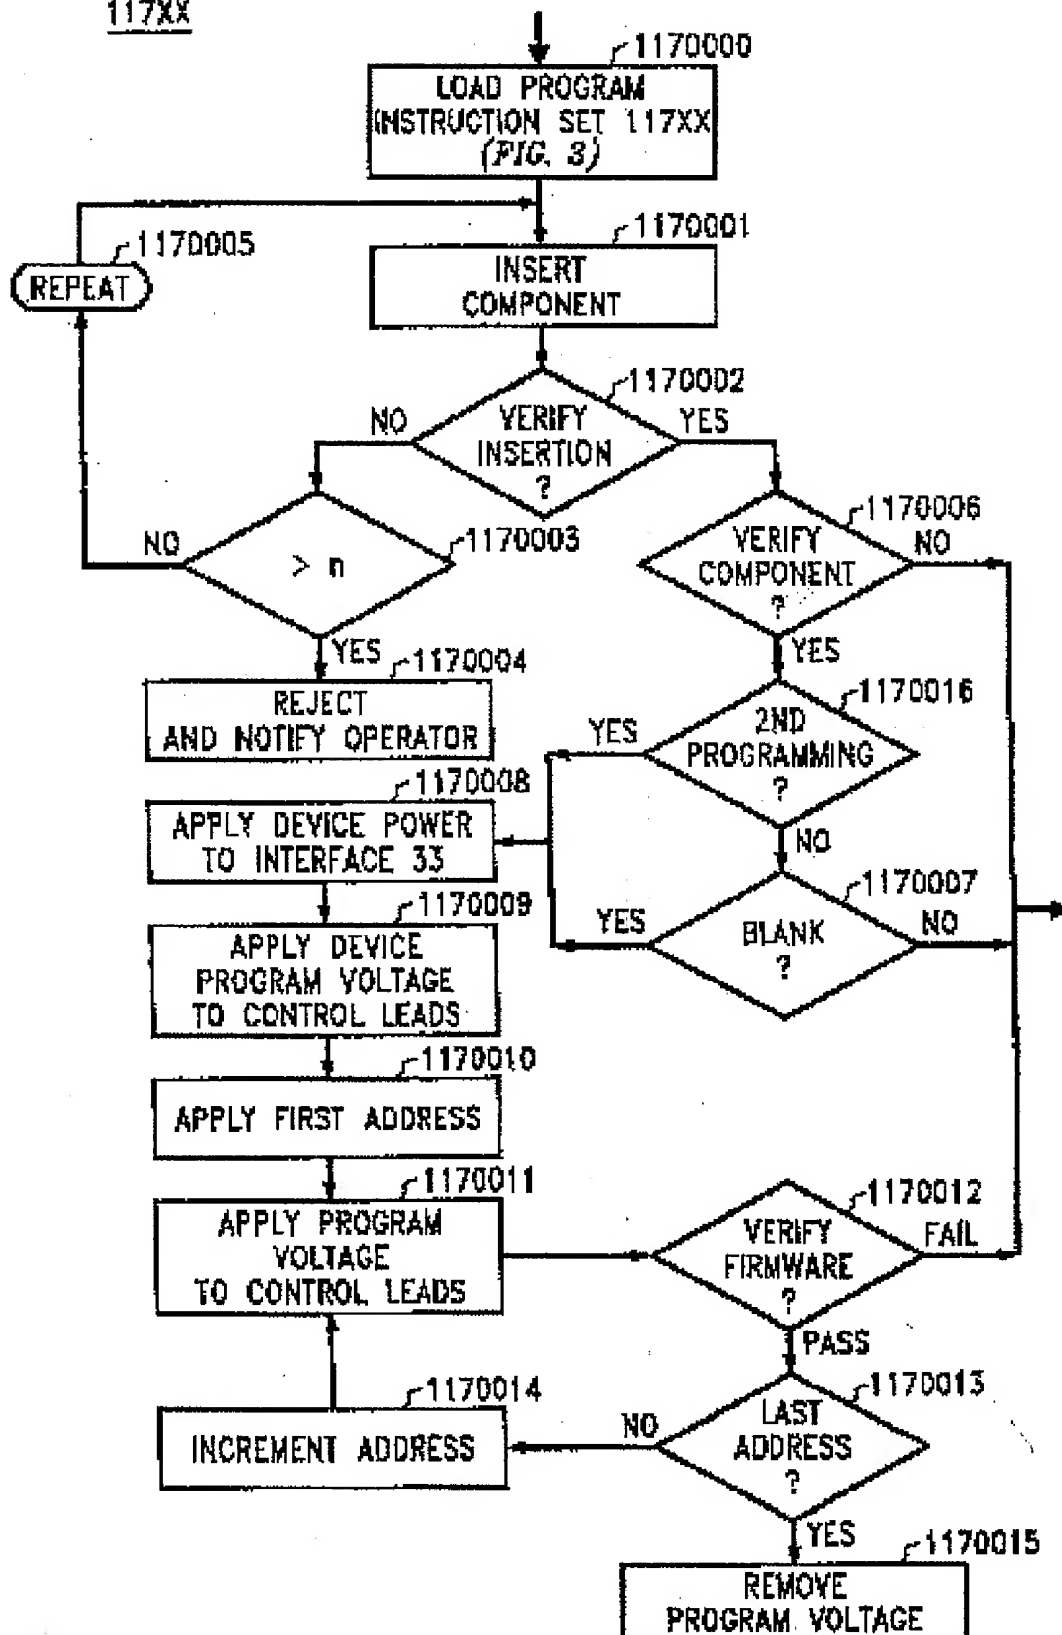 117XX
1170000
LOAD PROGRAM
INSTRUCTION SET 117XX
(FIG. 3)
1170005
REPEAT
1170001
INSERT
COMPONENT
1170002
NO
VERIFY
INSERTION
?
YES
NO
> n
1170003
YES
1170006
VERIFY
COMPONENT
?
NO
YES
1170004
REJECT
AND NOTIFY OPERATOR
1170016
2ND
PROGRAMMING
?
YES
NO
1170008
APPLY DEVICE POWER
TO INTERFACE 33
1170007
BLANK
?
YES
NO
1170009
APPLY DEVICE
PROGRAM VOLTAGE
TO CONTROL LEADS
1170010
APPLY FIRST ADDRESS
1170011
APPLY PROGRAM
VOLTAGE
TO CONTROL LEADS
1170012
VERIFY
FIRMWARE
?
FAIL
PASS
1170014
INCREMENT ADDRESS
1170013
NO
LAST
ADDRESS
?
YES
1170015
REMOVE
PROGRAM VOLTAGE